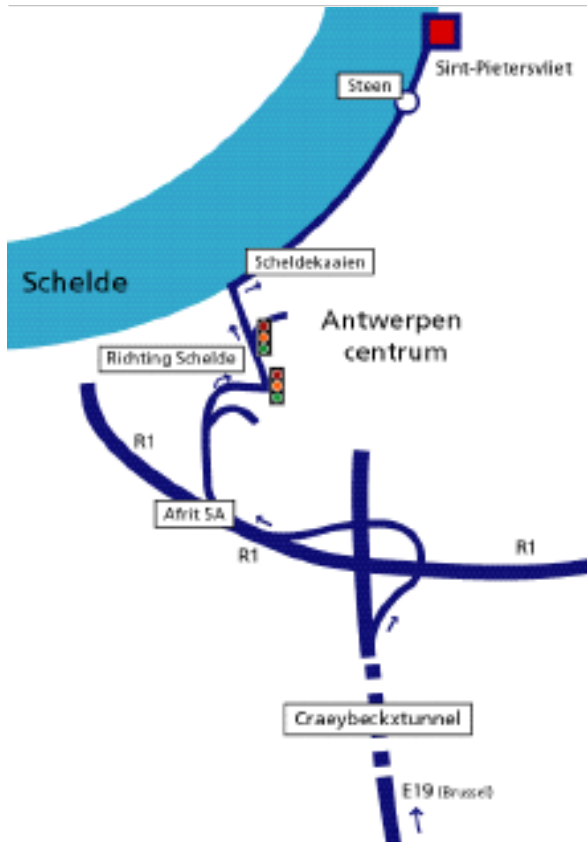 Sint-Pietersvliet
Steen
Scheldekaaien
Schelde
Antwerpen
centrum
Richting Schelde
R1
Afrit 5A
R1
R1
Craeybeckxtunnel
E19 (Brussel)